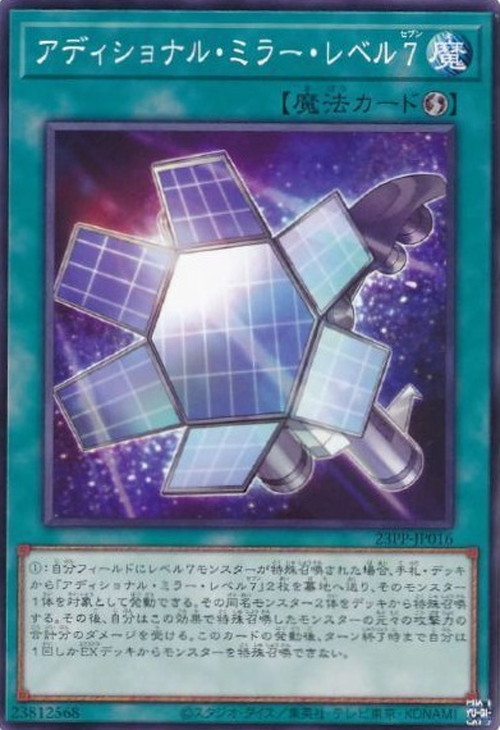 アディショナル・ミラー・レベル7
セブン
魔
【魔法カード】
23PP-JP016
①:自分フィールドにレベル7モンスターが特殊召喚された場合、手札・デッキ
から「アディショナル・ミラー・レベル7」2枚を墓地へ送り、そのモンスター
1体を対象として発動できる。その同名モンスター2体をデッキから特殊召喚
する。その後、自分はこの効果で特殊召喚したモンスターの元々の攻撃力の
合計分のダメージを受ける。このカードの発動後、ターン終了時まで自分は
1回しかEXデッキからモンスターを特殊召喚できない。
23812568
©スタジオ・ダイス/集英社・テレビ東京・KONAMI